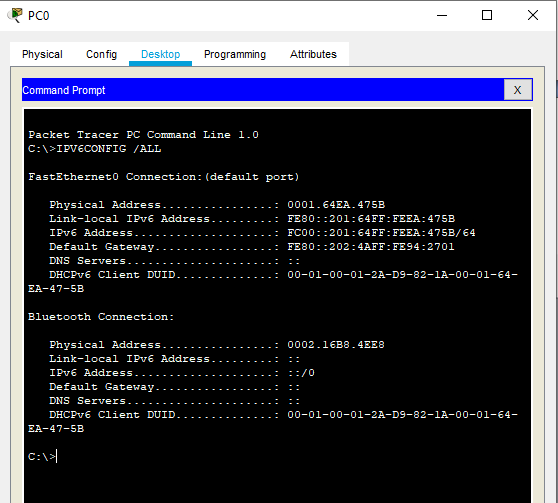 PC0
Physical Config Desktop Programming Attributes
Command Prompt X
Packet Tracer PC Command Line 1.0
C:\>IPV6CONFIG /ALL
FastEthernet0 Connection:(default port)
Physical Address................: 0001.64EA.475B
Link-local IPv6 Address.........: FE80::201:64FF:FEEA:475B
IPv6 Address....................: FC00::201:64FF:FEEA:475B/64
Default Gateway.................: FE80::202:4AFF:FE94:2701
DNS Servers.....................: ::
DHCPv6 Client DUID..............: 00-01-00-01-2A-D9-82-1A-00-01-64-
EA-47-5B
Bluetooth Connection:
Physical Address................: 0002.16B8.4EE8
Link-local IPv6 Address.........: ::
IPv6 Address....................: ::/0
Default Gateway.................: ::
DNS Servers.....................: ::
DHCPv6 Client DUID..............: 00-01-00-01-2A-D9-82-1A-00-01-64-
EA-47-5B
C:\>